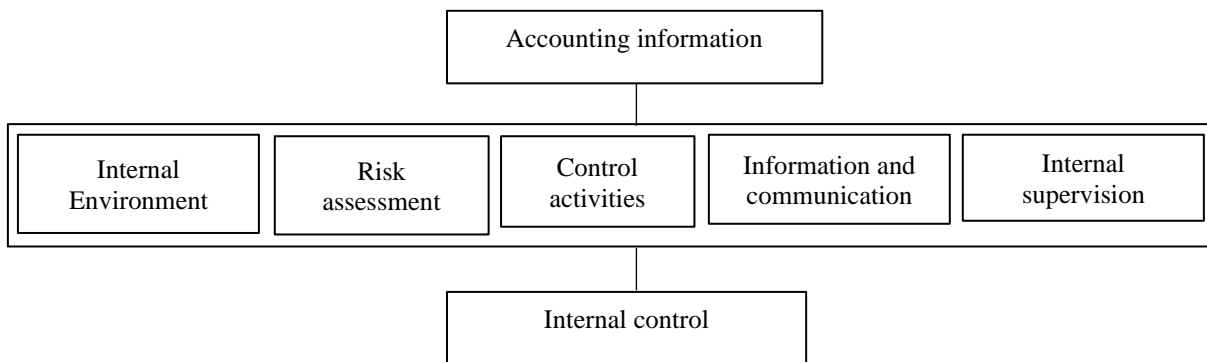 Accounting information
Internal
Environment
Risk
assessment
Control
activities
Information and
communication
Internal
supervision
Internal control